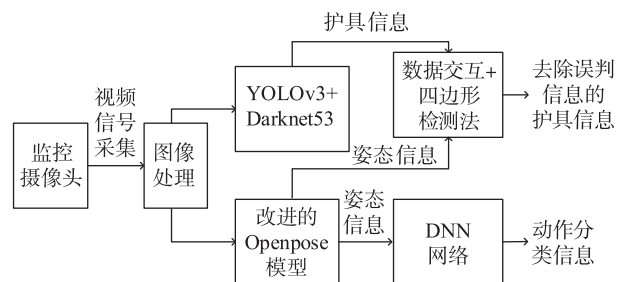 监控
摄像头
视频
信号
采集
图像
处理
护具信息
YOLOv3+
Darknet53
数据交互+
四边形
检测法
去除误判
信息的
护具信息
姿态信息
改进的
Openpose
模型
姿态
信息
DNN
网络
动作分
类信息